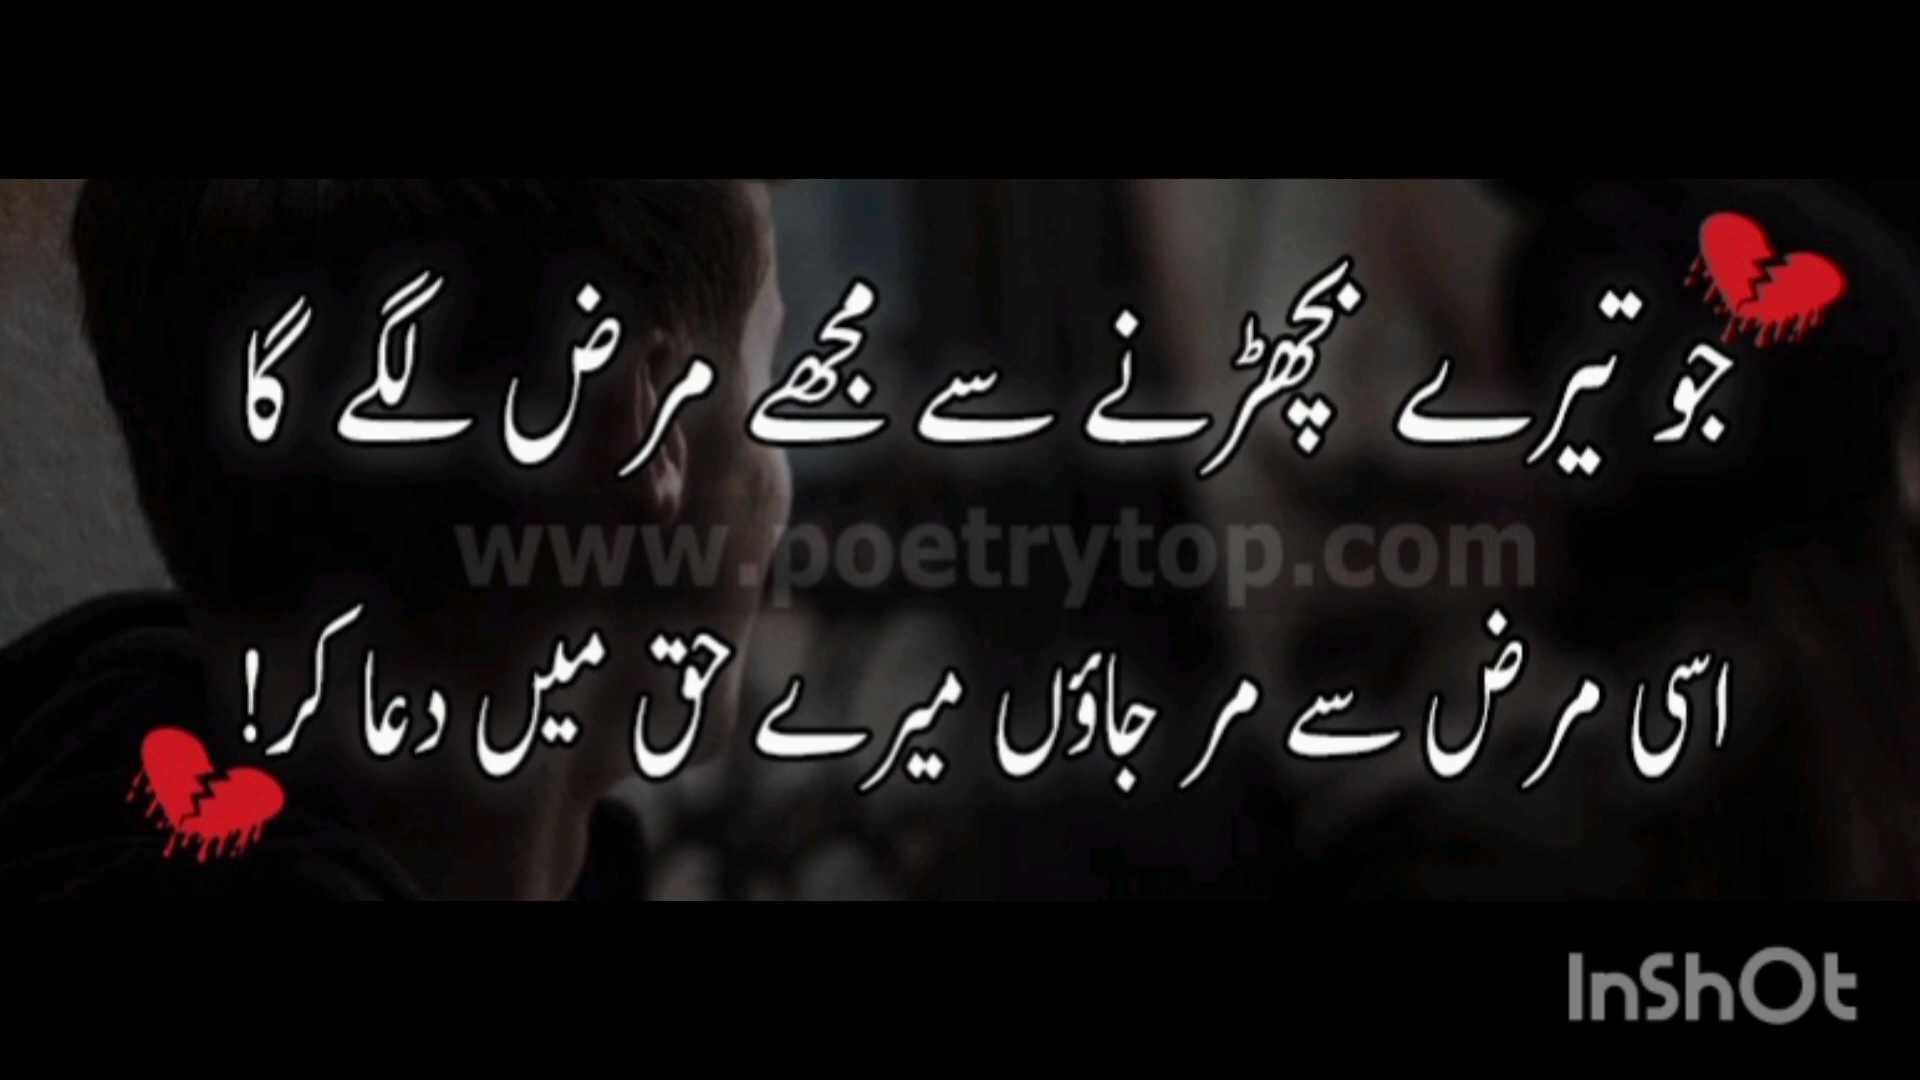 جو تیرے بچھڑنے سے مجھے مرض لگے گا
www.poetrytop.com
اسی مرض سے مر جاؤں میرے حق میں دعا کر!
InShOt